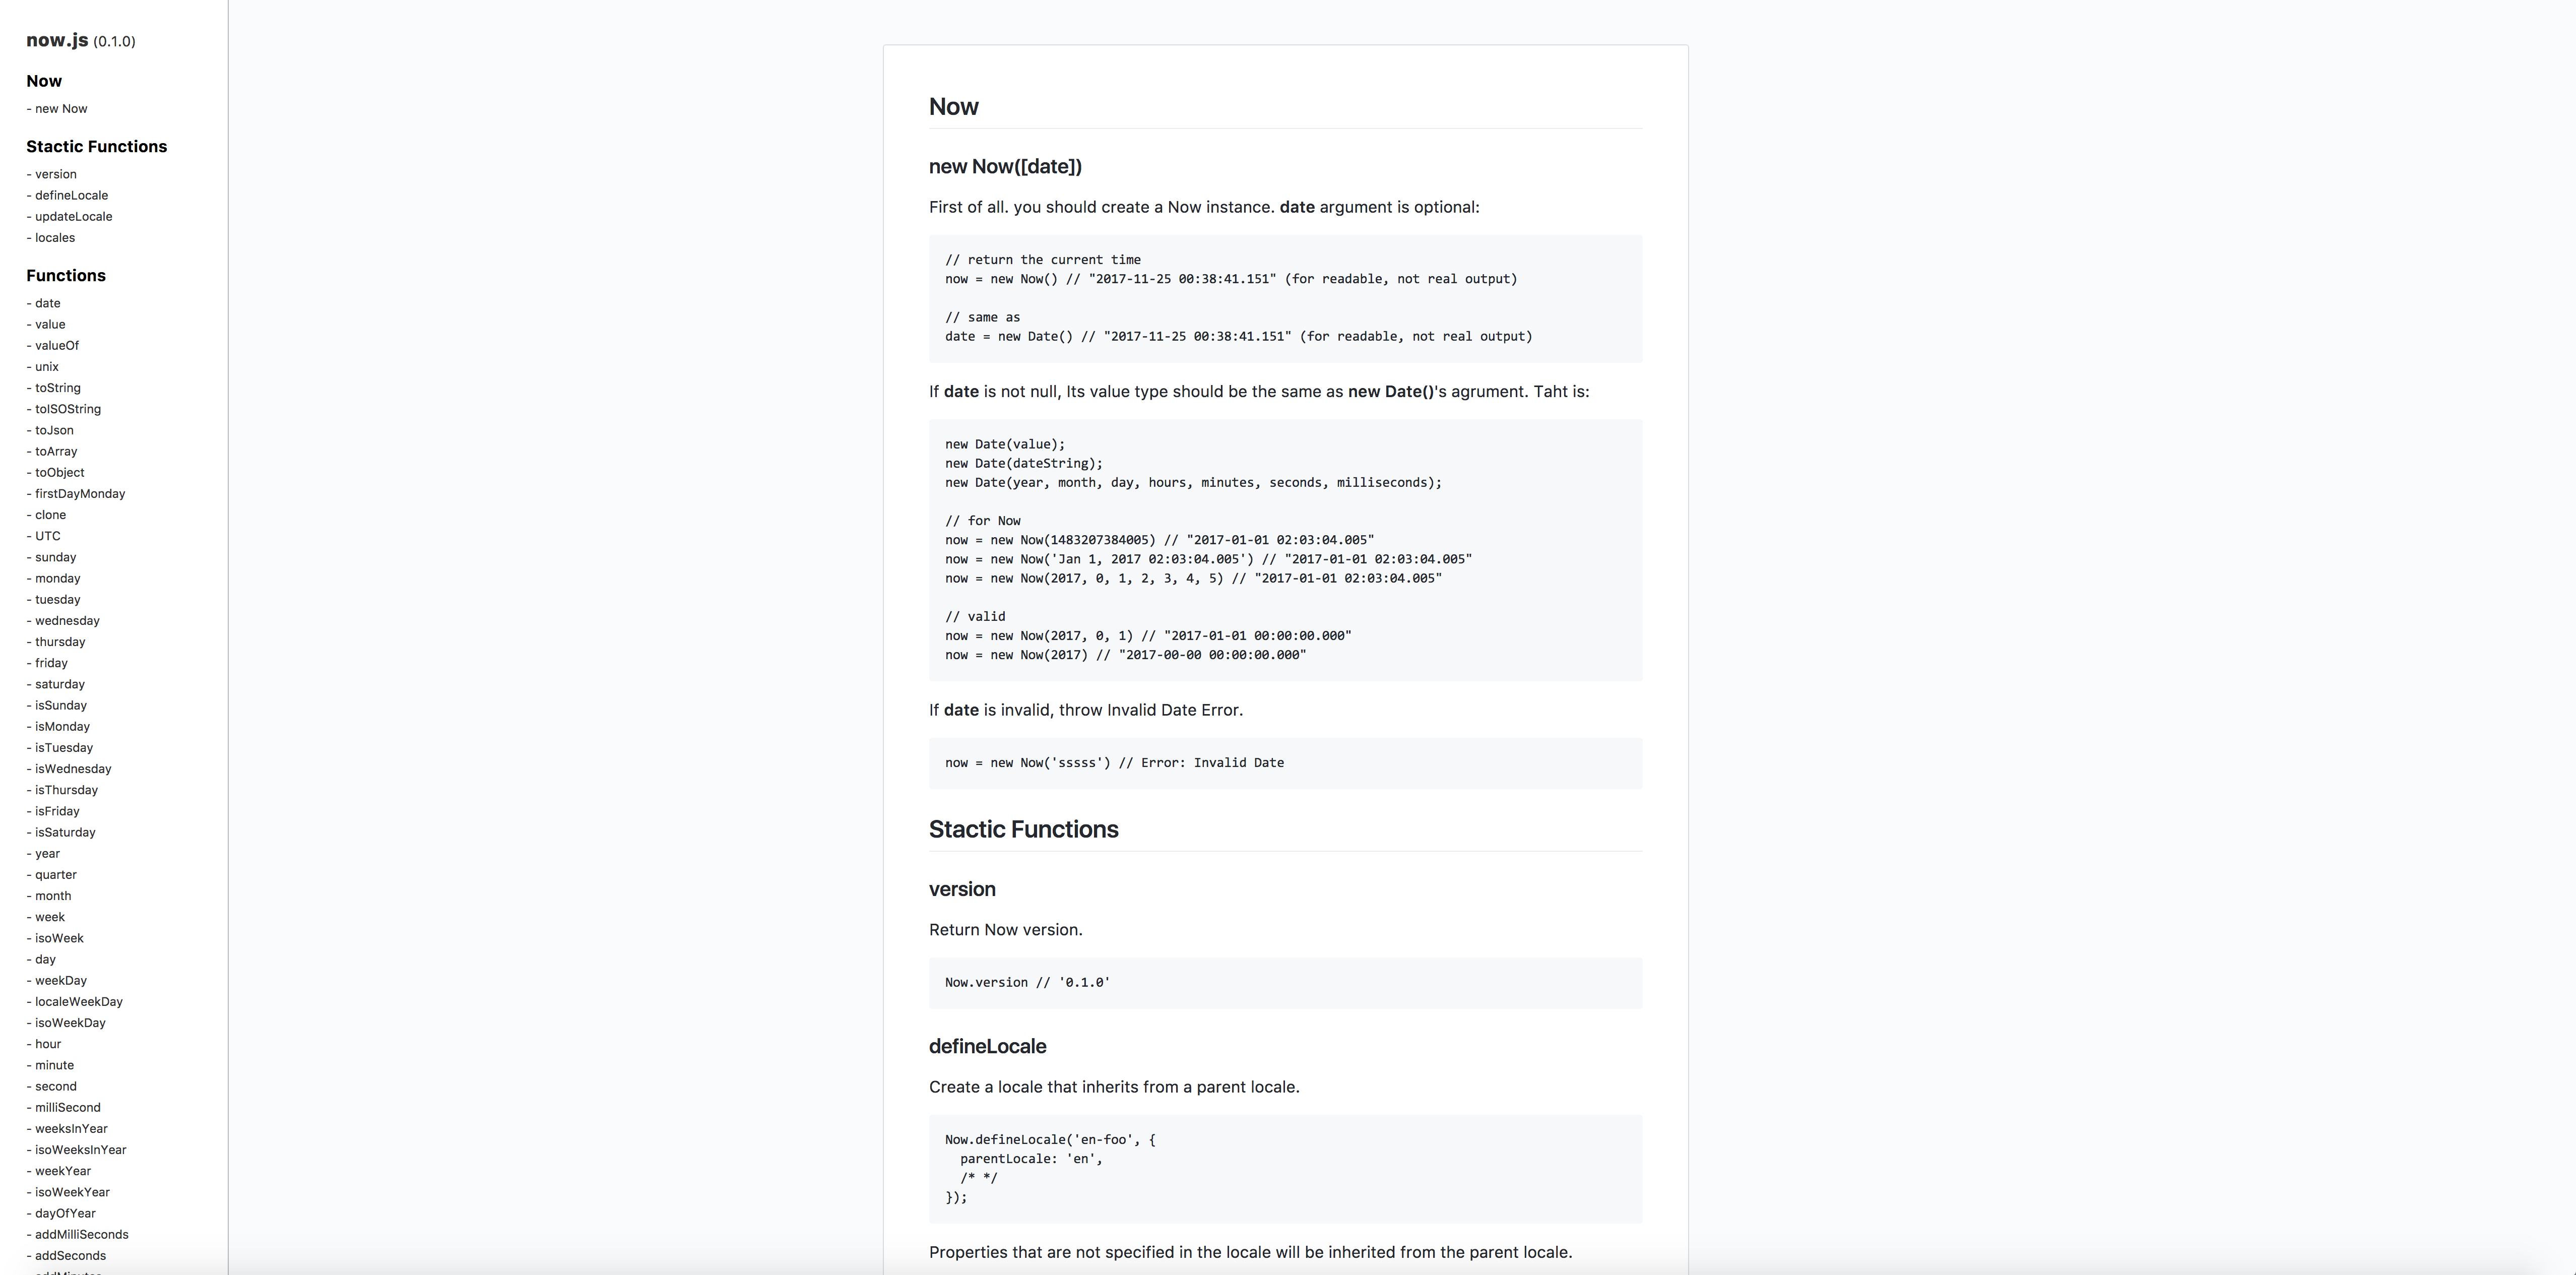 now.js (0.1.0)
Now
- new Now
Stactic Functions
- version
- defineLocale
- updateLocale
- locales
Functions
- date
- value
- valueOf
- unix
- toString
- toISOString
- toJson
- toArray
- toObject
- firstDayMonday
- clone
- UTC
- sunday
- monday
- tuesday
- wednesday
- thursday
- friday
- saturday
- isSunday
- isMonday
- isTuesday
- isWednesday
- isThursday
- isFriday
- isSaturday
- year
- quarter
- month
- week
- isoWeek
- day
- weekDay
- localeWeekDay
- isoWeekDay
- hour
- minute
- second
- milliSecond
- weeksInYear
- isoWeeksInYear
- weekYear
- isoWeekYear
- dayOfYear
- addMilliSeconds
- addSeconds
Now
new Now([date])
First of all. you should create a Now instance. date argument is optional:
// return the current time
now = new Now() // "2017-11-25 00:38:41.151" (for readable, not real output)
// same as
date = new Date() // "2017-11-25 00:38:41.151" (for readable, not real output)
If date is not null, Its value type should be the same as new Date()'s agrument. Taht is:
new Date(value);
new Date(dateString);
new Date(year, month, day, hours, minutes, seconds, milliseconds);
// for Now
now = new Now(1483207384005) // "2017-01-01 02:03:04.005"
now = new Now('Jan 1, 2017 02:03:04.005') // "2017-01-01 02:03:04.005"
now = new Now(2017, 0, 1, 2, 3, 4, 5) // "2017-01-01 02:03:04.005"
// valid
now = new Now(2017, 0, 1) // "2017-01-01 00:00:00.000"
now = new Now(2017) // "2017-00-00 00:00:00.000"
If date is invalid, throw Invalid Date Error.
now = new Now('sssss') // Error: Invalid Date
Stactic Functions
version
Return Now version.
Now.version // '0.1.0'
defineLocale
Create a locale that inherits from a parent locale.
Now.defineLocale('en-foo', {
  parentLocale: 'en',
  /* */
});
Properties that are not specified in the locale will be inherited from the parent locale.